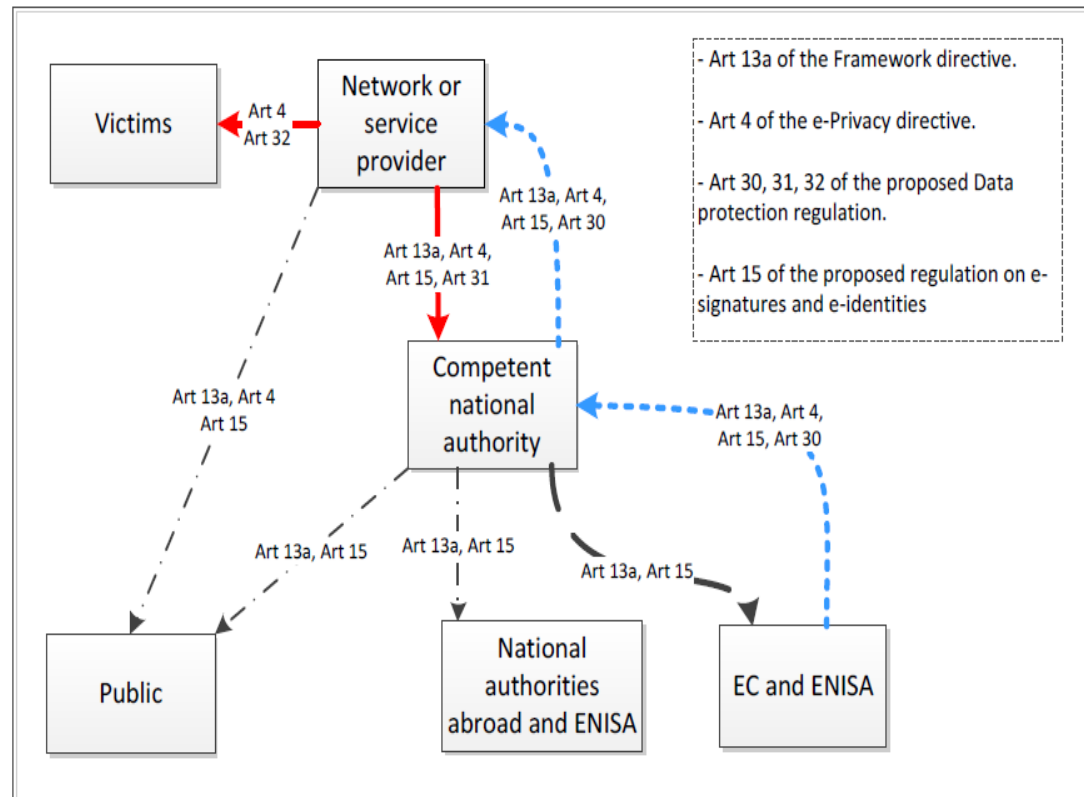 Victims
Art 4
Art 32
Network or
service
provider
- Art 13a of the Framework directive.
- Art 4 of the e-Privacy directive.
- Art 30, 31, 32 of the proposed Data
protection regulation.
- Art 15 of the proposed regulation on e-
signatures and e-identities
Art 13a, Art 4,
Art 15, Art 30
Art 13a, Art 4,
Art 15, Art 31
Competent
national
authority
Art 13a, Art 4
Art 15
Art 13a, Art 4,
Art 15, Art 30
Art 13a, Art 15
Art 13a, Art 15
Art 13a, Art 15
Public
National
authorities
abroad and ENISA
EC and ENISA